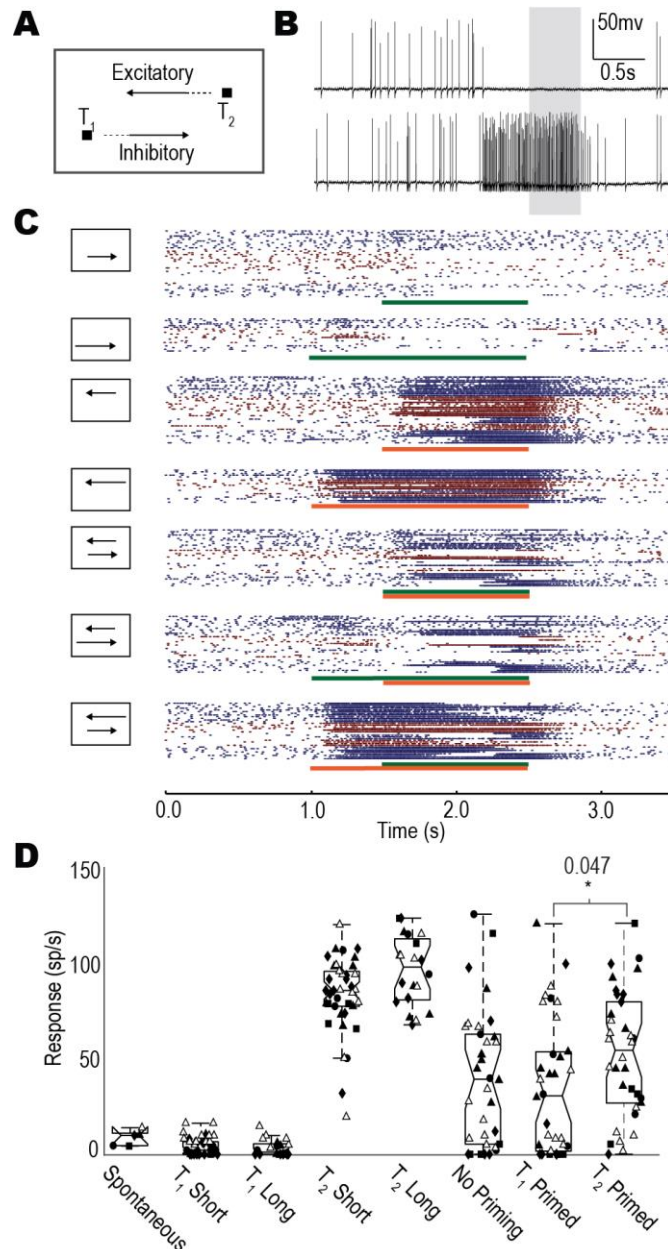 A
Excitatory
T2
T1
Inhibitory
B
50mv
0.5s
C
0.0 1.0 2.0 3.0
Time (s)
D
0.047
*
150
100
50
0
Response (sp/s)
Spontaneous
T1 Short
T1 Long
T2 Short
T2 Long
No Priming
T1 Primed
T2 Primed